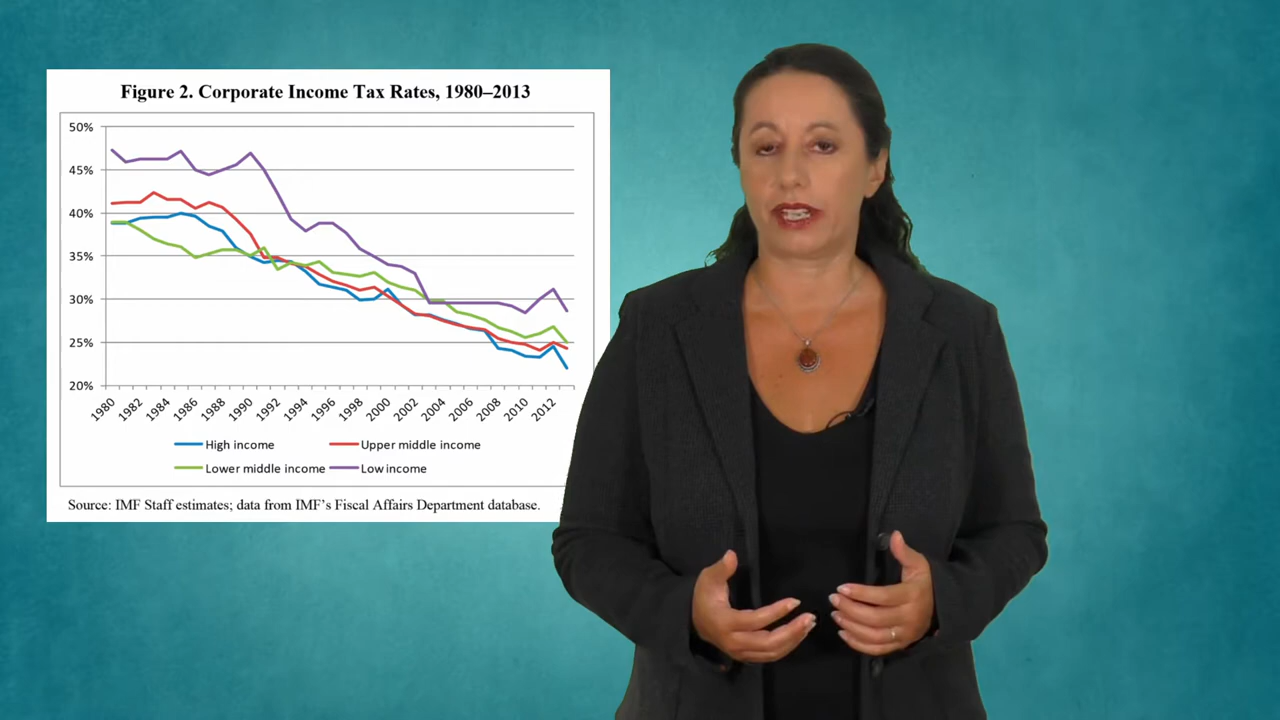 Figure 2. Corporate Income Tax Rates, 1980–2013
50%
45%
40%
35%
30%
25%
20%
1980 1982 1984 1986 1988 1990 1992 1994 1996 1998 2000 2002 2004 2006 2008 2010 2012
High income Upper middle income
Lower middle income Low income
Source: IMF Staff estimates; data from IMF's Fiscal Affairs Department database.